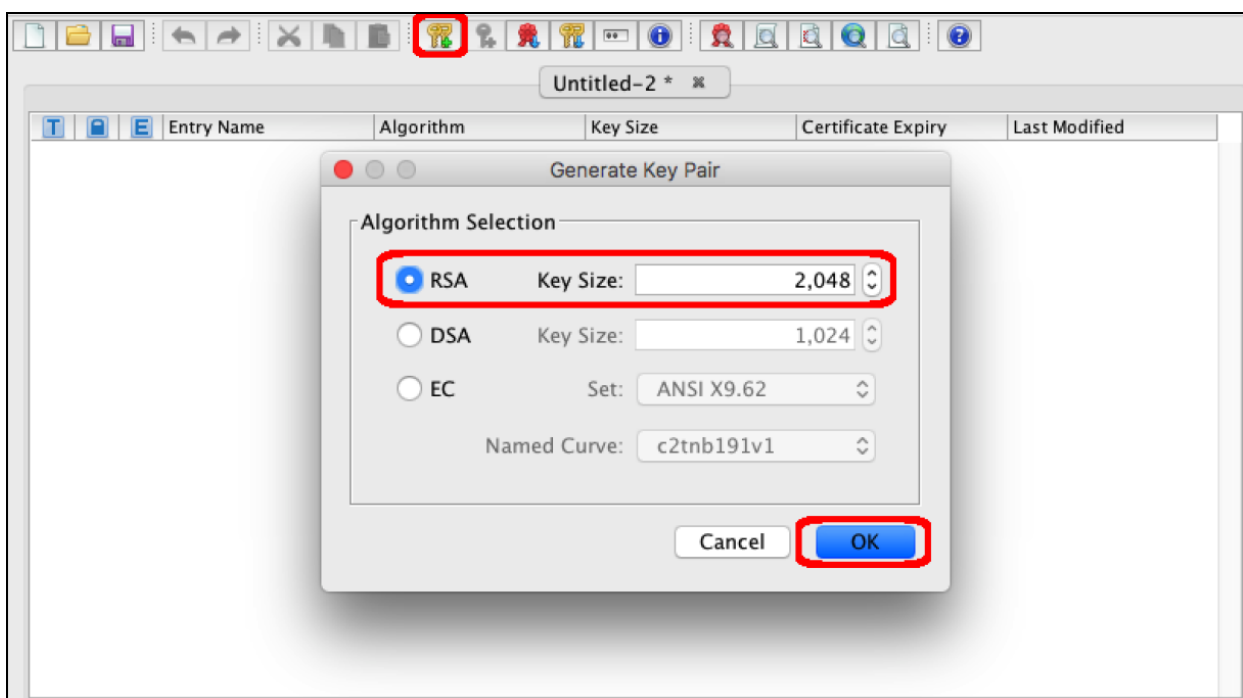 Untitled-2 *
T E Entry Name Algorithm Key Size Certificate Expiry Last Modified
Generate Key Pair
Algorithm Selection
RSA Key Size: 2,048
DSA Key Size: 1,024
EC Set: ANSI X9.62
Named Curve: c2tnb191v1
Cancel OK